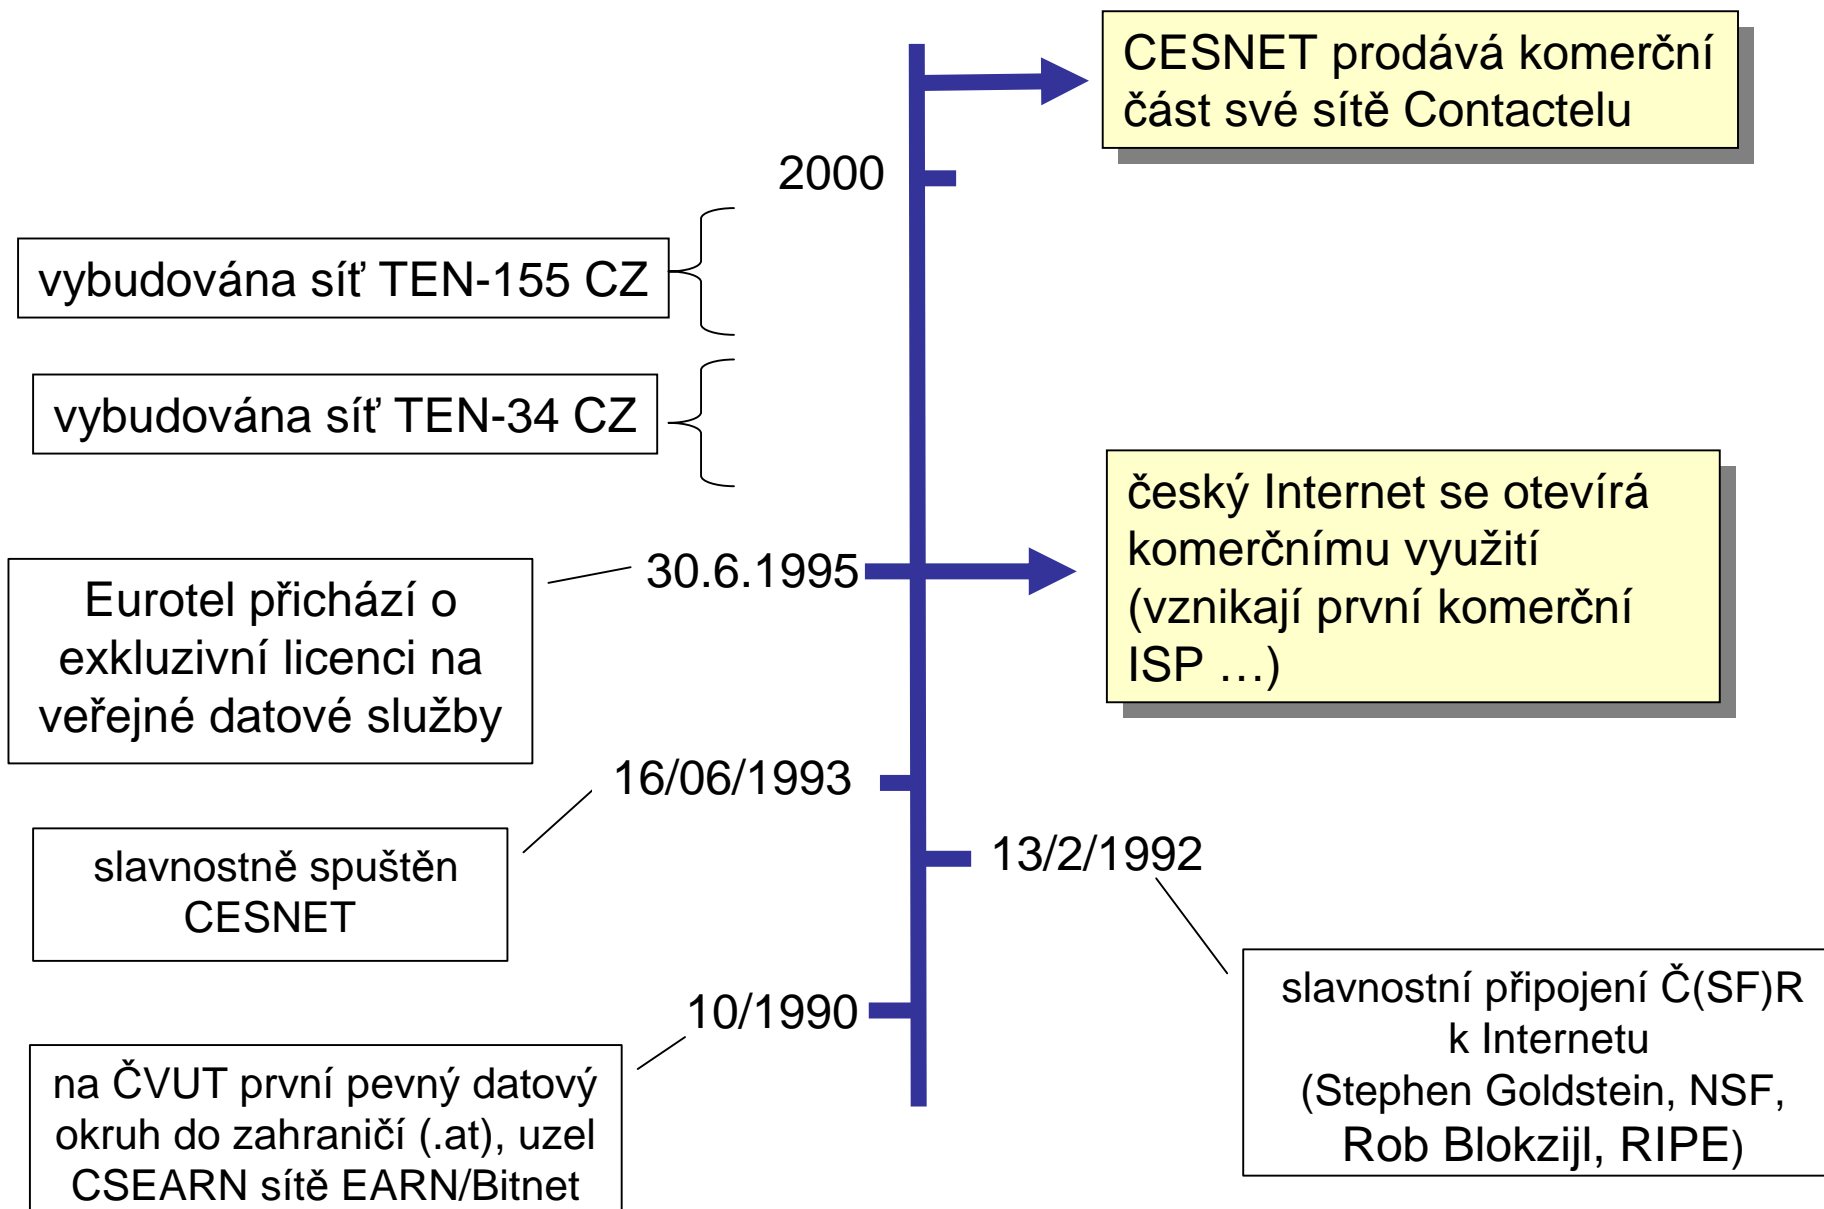 CESNET prodává komerční
část své sítě Contactelu
2000
vybudována síť TEN-155 CZ
vybudována síť TEN-34 CZ
český Internet se otevírá
komerčnímu využití
(vznikají první komerční
ISP …)
30.6.1995
Eurotel přichází o
exkluzivní licenci na
veřejné datové služby
16/06/1993
slavnostně spuštěn
CESNET
13/2/1992
slavnostní připojení Č(SF)R
k Internetu
(Stephen Goldstein, NSF,
Rob Blokzijl, RIPE)
10/1990
na ČVUT první pevný datový
okruh do zahraničí (.at), uzel
CSEARN sítě EARN/Bitnet